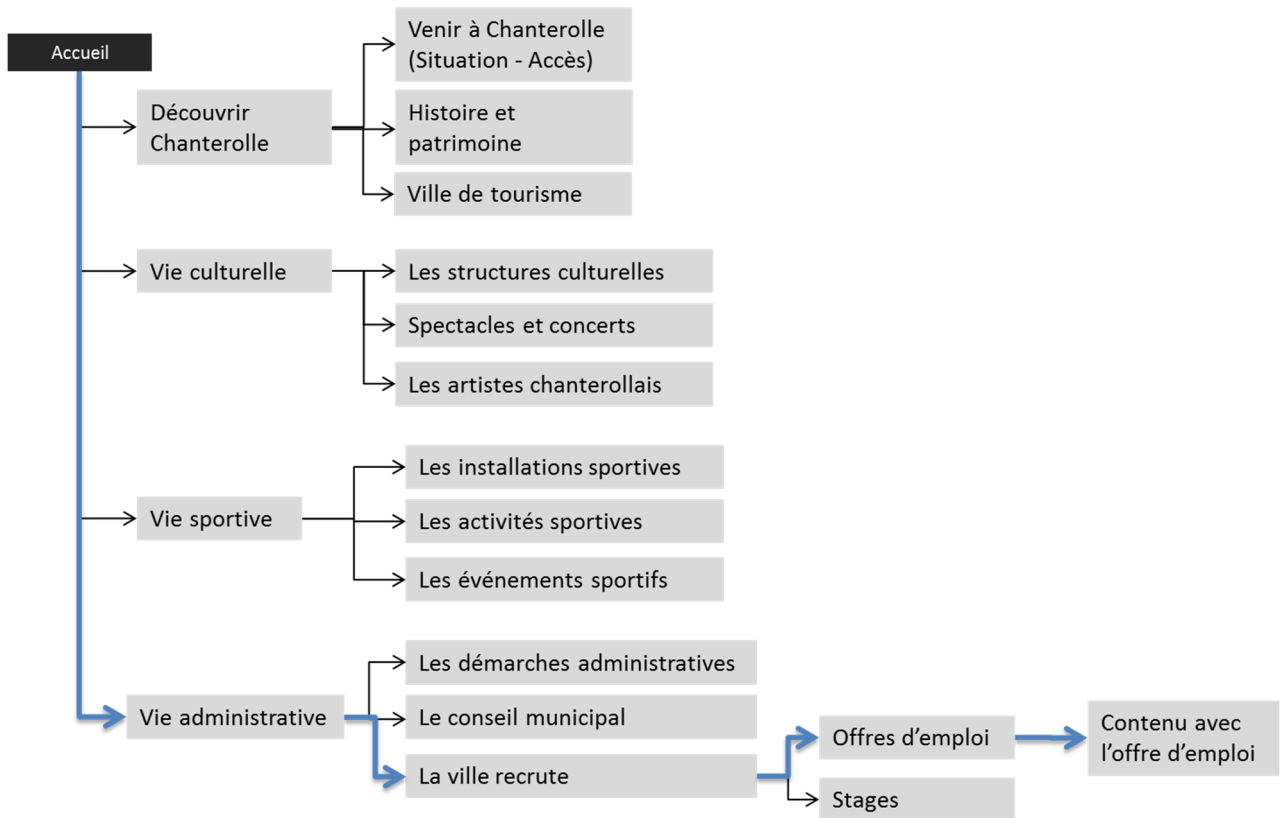 Accueil
Découvrir
Chanterolle
Venir à Chanterolle
(Situation - Accès)
Histoire et
patrimoine
Ville de tourisme
Vie culturelle
Les structures culturelles
Spectacles et concerts
Les artistes chanterollais
Vie sportive
Les installations sportives
Les activités sportives
Les événements sportifs
Vie administrative
Les démarches administratives
Le conseil municipal
La ville recrute
Offres d’emploi
Stages
Contenu avec
l’offre d’emploi